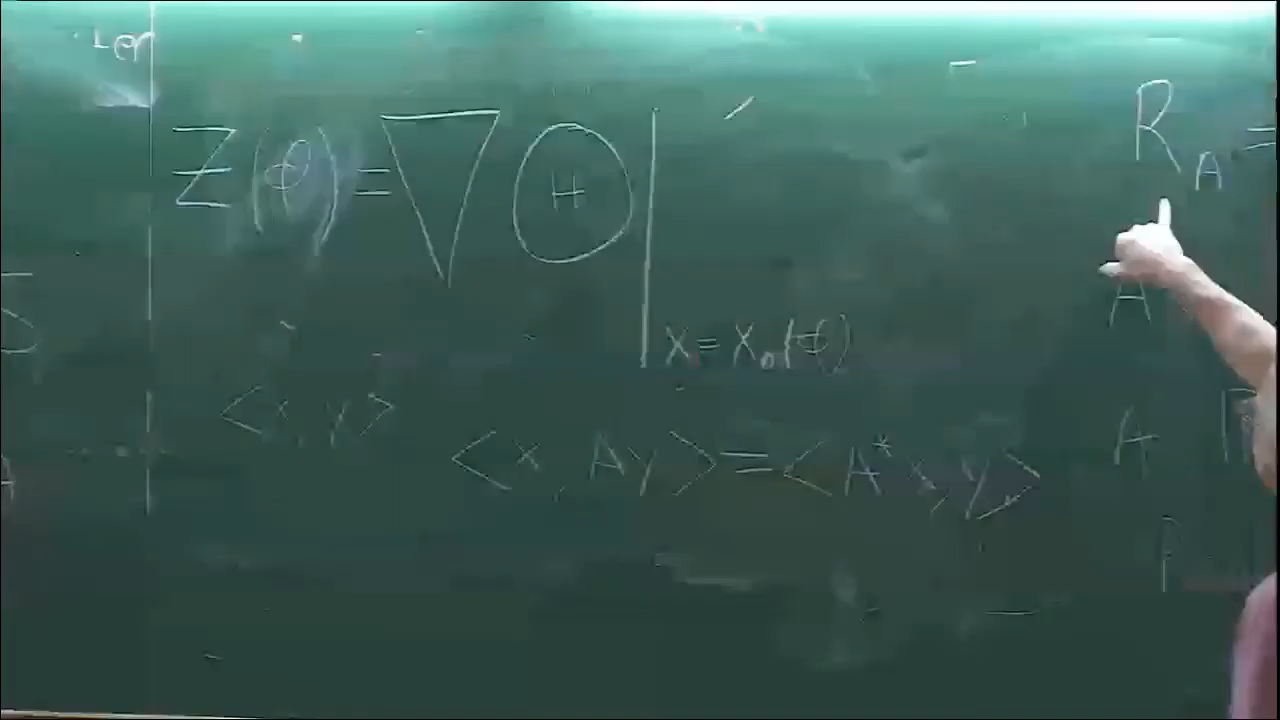 Z(θ)=∇Θ|
x=x₀(θ)
<x,y>
<x,Ay>=<A*x,y>
R_A =
A
A